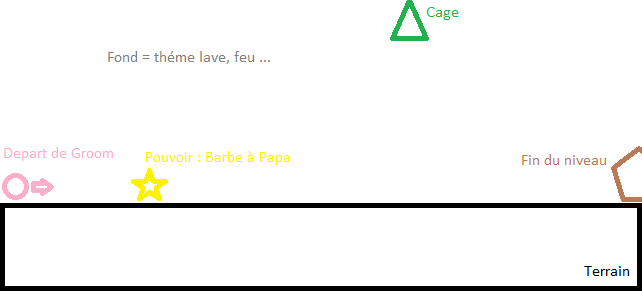 Cage
Fond = théme lave, feu ...
Depart de Groom
Pouvoir : Barbe à Papa
Fin du niveau
Terrain